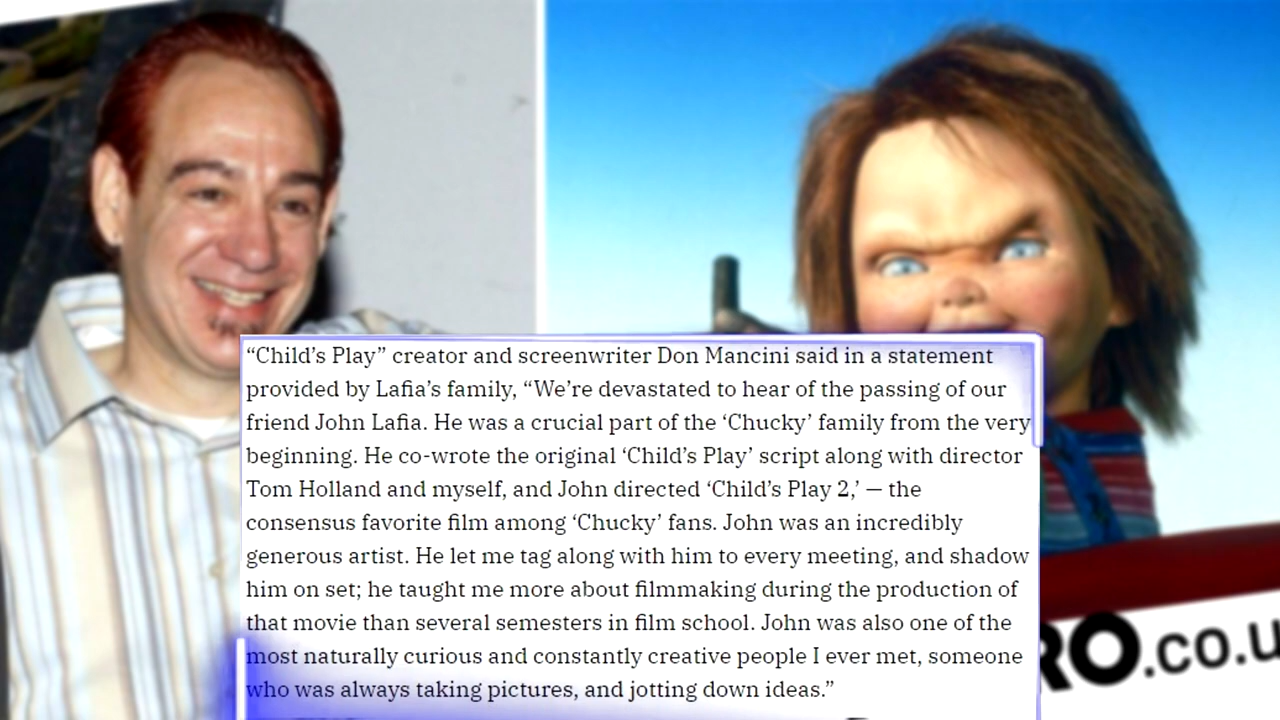 “Child’s Play” creator and screenwriter Don Mancini said in a statement
provided by Lafia’s family, “We’re devastated to hear of the passing of our
friend John Lafia. He was a crucial part of the ‘Chucky’ family from the very
beginning. He co-wrote the original ‘Child’s Play’ script along with director
Tom Holland and myself, and John directed ‘Child’s Play 2,’ — the
consensus favorite film among ‘Chucky’ fans. John was an incredibly
generous artist. He let me tag along with him to every meeting, and shadow
him on set; he taught me more about filmmaking during the production of
that movie than several semesters in film school. John was also one of the
most naturally curious and constantly creative people I ever met, someone
who was always taking pictures, and jotting down ideas.”
RO.co.u